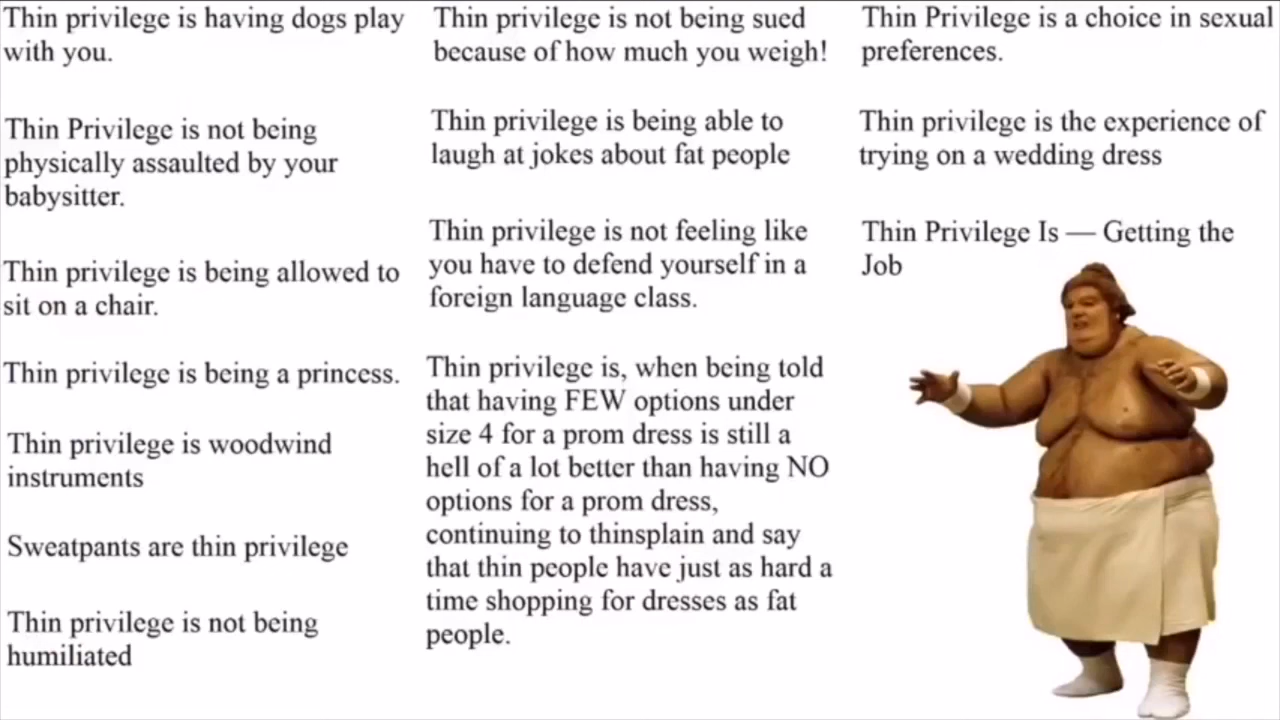 Thin privilege is having dogs play
with you.
Thin Privilege is not being
physically assaulted by your
babysitter.
Thin privilege is being allowed to
sit on a chair.
Thin privilege is being a princess.
Thin privilege is woodwind
instruments
Sweatpants are thin privilege
Thin privilege is not being
humiliated
Thin privilege is not being sued
because of how much you weigh!
Thin privilege is being able to
laugh at jokes about fat people
Thin privilege is not feeling like
you have to defend yourself in a
foreign language class.
Thin privilege is, when being told
that having FEW options under
size 4 for a prom dress is still a
hell of a lot better than having NO
options for a prom dress,
continuing to thinsplain and say
that thin people have just as hard a
time shopping for dresses as fat
people.
Thin Privilege is a choice in sexual
preferences.
Thin privilege is the experience of
trying on a wedding dress
Thin Privilege Is — Getting the
Job